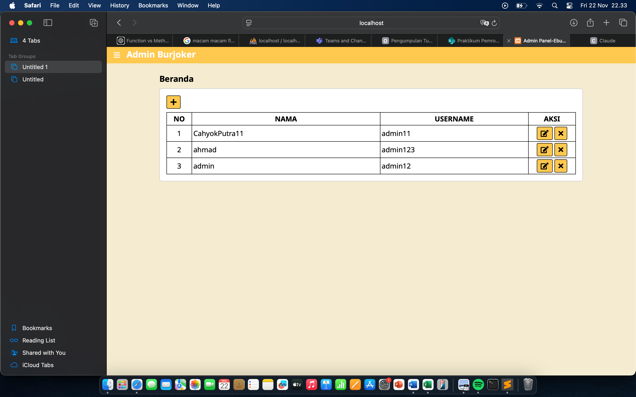 Safari File Edit View History Bookmarks Window Help Fri 22 Nov 22.33
localhost
4 Tabs
Function vs Meth... macam macam fl... localhost / localh... Teams and Chan... Pengumpulan Tu... Praktikum Pemro... Admin Panel-Ebu... Claude
Tab Groups
Untitled 1
Untitled
Admin Burjoker
Beranda
NO NAMA USERNAME AKSI
1 CahyokPutra11 admin11
2 ahmad admin123
3 admin admin12
Bookmarks
Reading List
Shared with You
iCloud Tabs